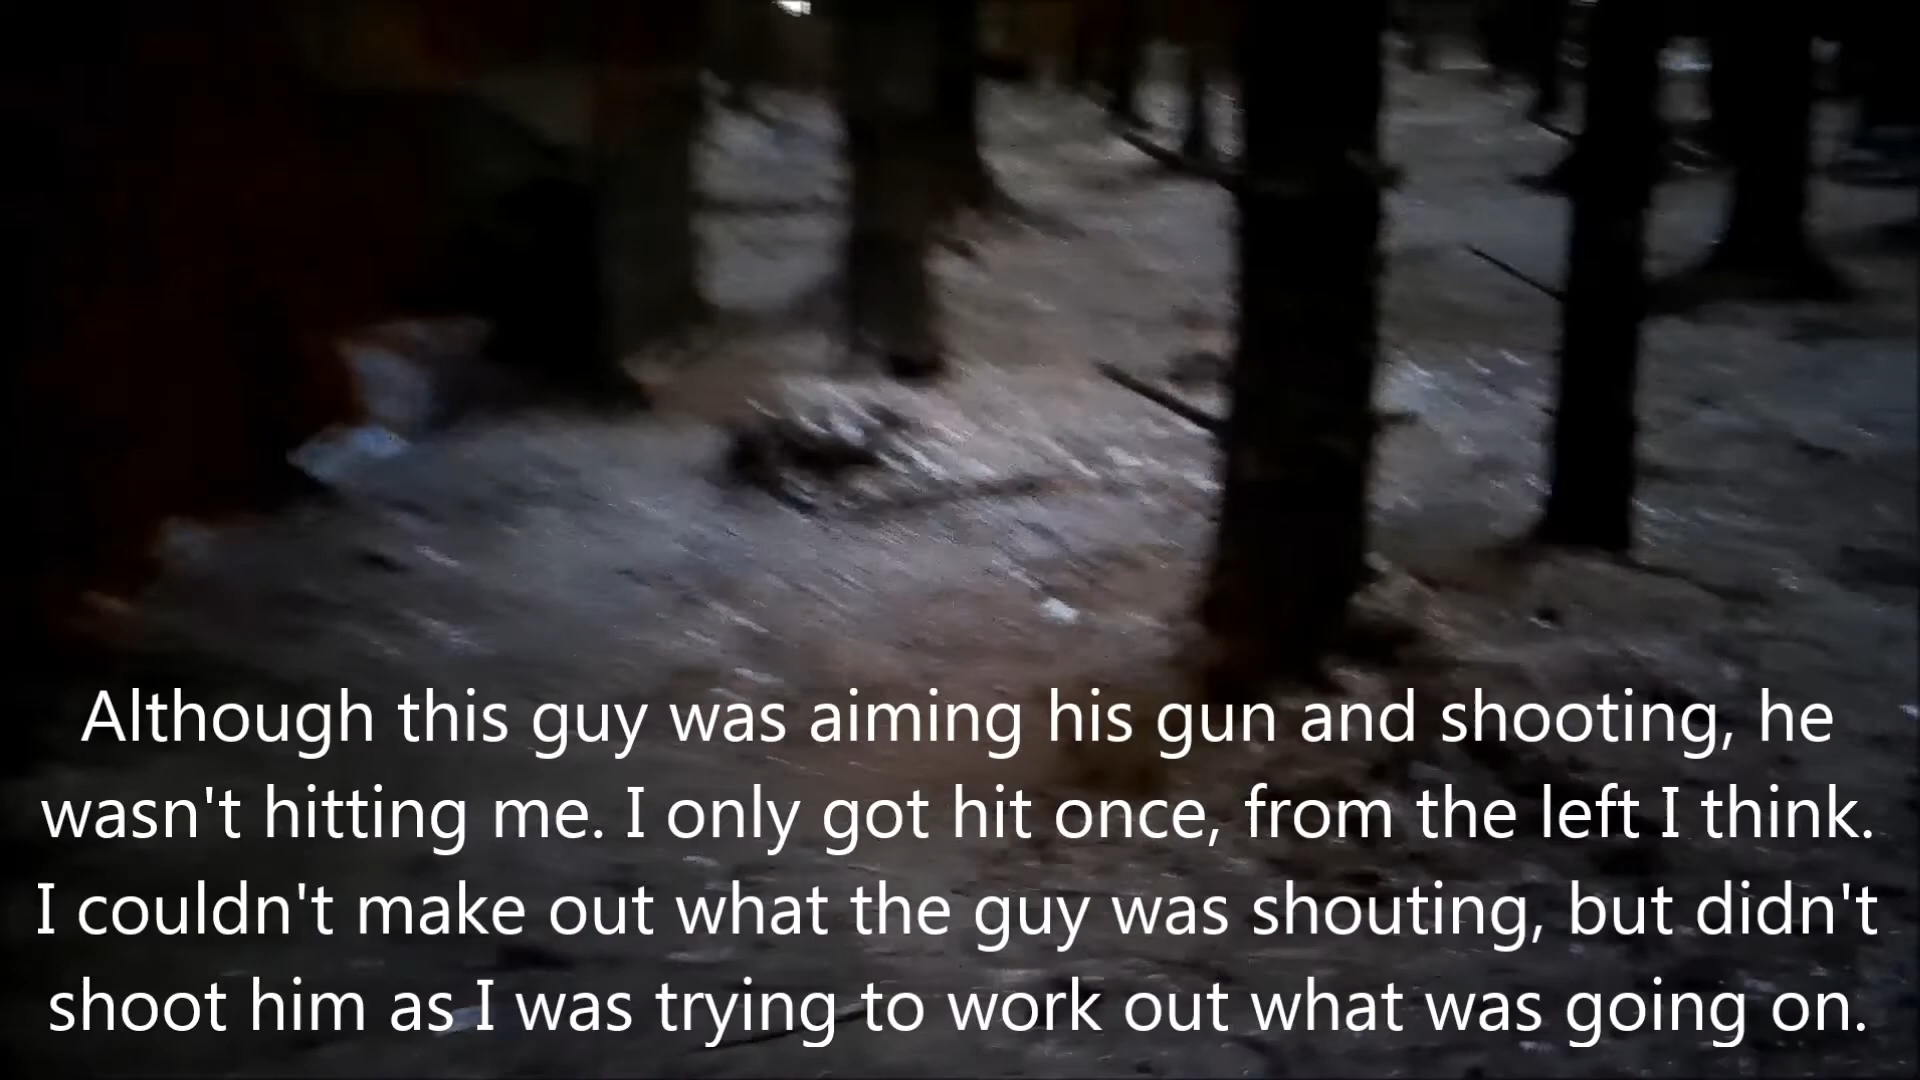 Although this guy was aiming his gun and shooting, he
wasn't hitting me. I only got hit once, from the left I think.
I couldn't make out what the guy was shouting, but didn't
shoot him as I was trying to work out what was going on.